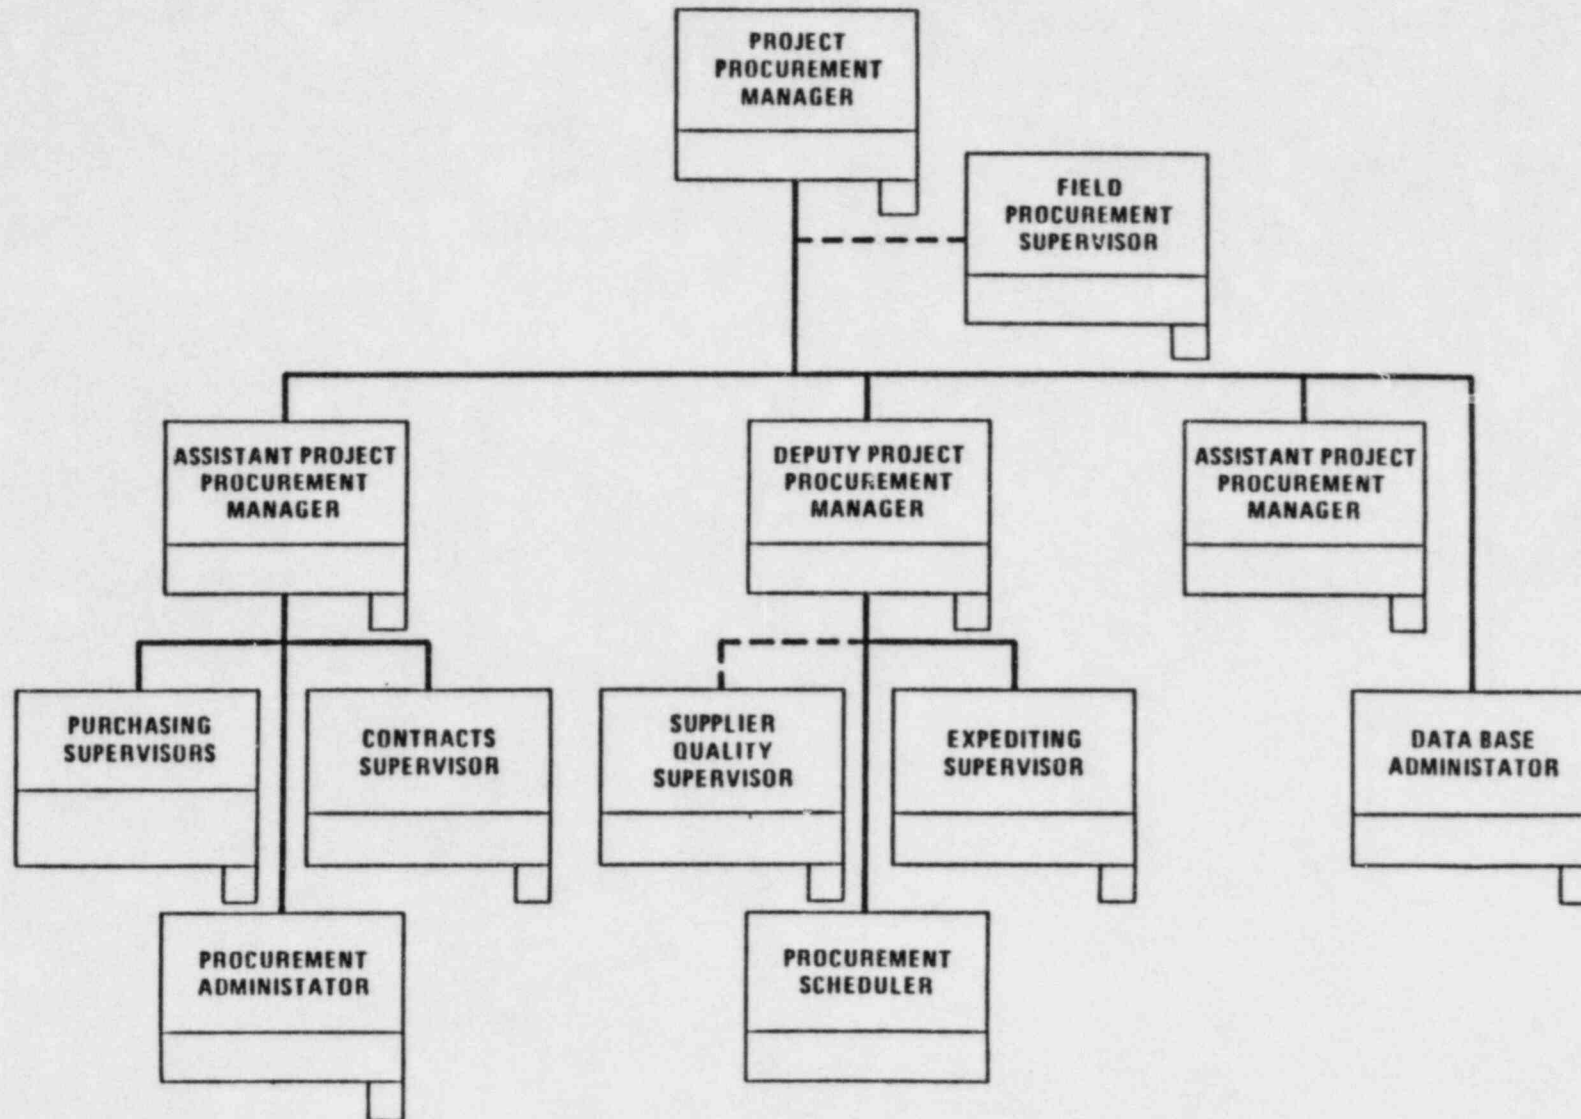 PROJECT
PROCUREMENT
MANAGER
FIELD
PROCUREMENT
SUPERVISOR
ASSISTANT PROJECT
PROCUREMENT
MANAGER
DEPUTY PROJECT
PROCUREMENT
MANAGER
ASSISTANT PROJECT
PROCUREMENT
MANAGER
PURCHASING
SUPERVISORS
CONTRACTS
SUPERVISOR
SUPPLIER
QUALITY
SUPERVISOR
EXPEDITING
SUPERVISOR
DATA BASE
ADMINISTATOR
PROCUREMENT
ADMINISTATOR
PROCUREMENT
SCHEDULER